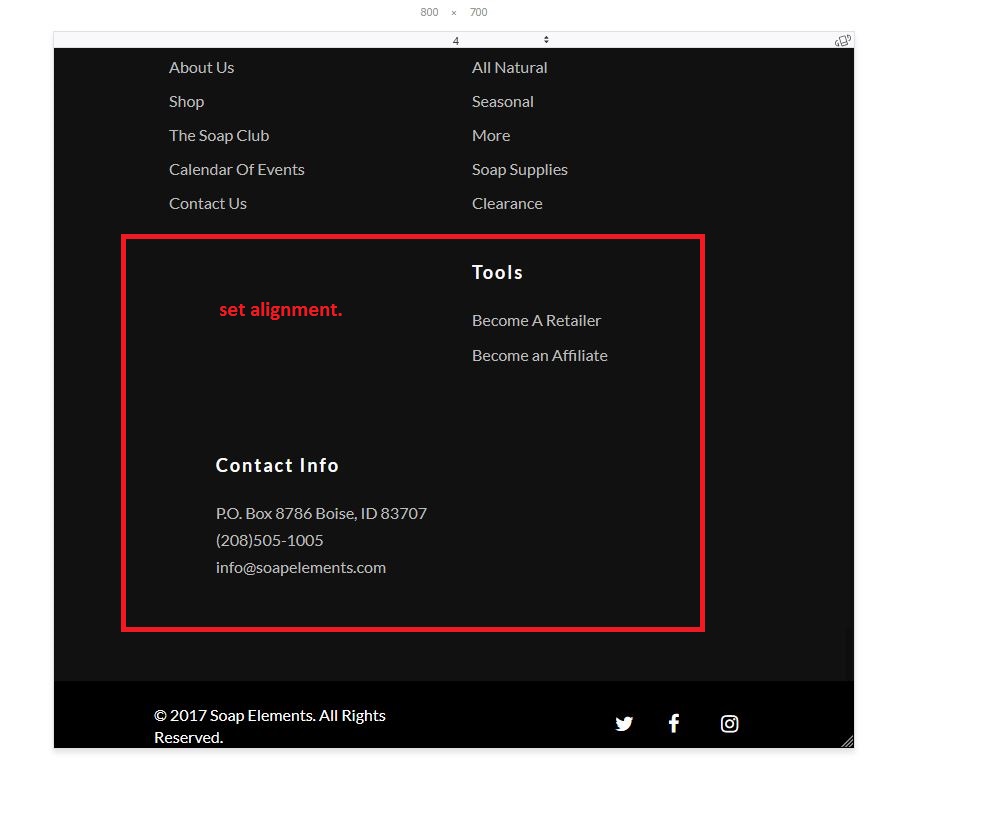 800 × 700
4
About Us
Shop
The Soap Club
Calendar Of Events
Contact Us
All Natural
Seasonal
More
Soap Supplies
Clearance
set alignment.
Tools
Become A Retailer
Become an Affiliate
Contact Info
P.O. Box 8786 Boise, ID 83707
(208)505-1005
info@soapelements.com
© 2017 Soap Elements. All Rights
Reserved.